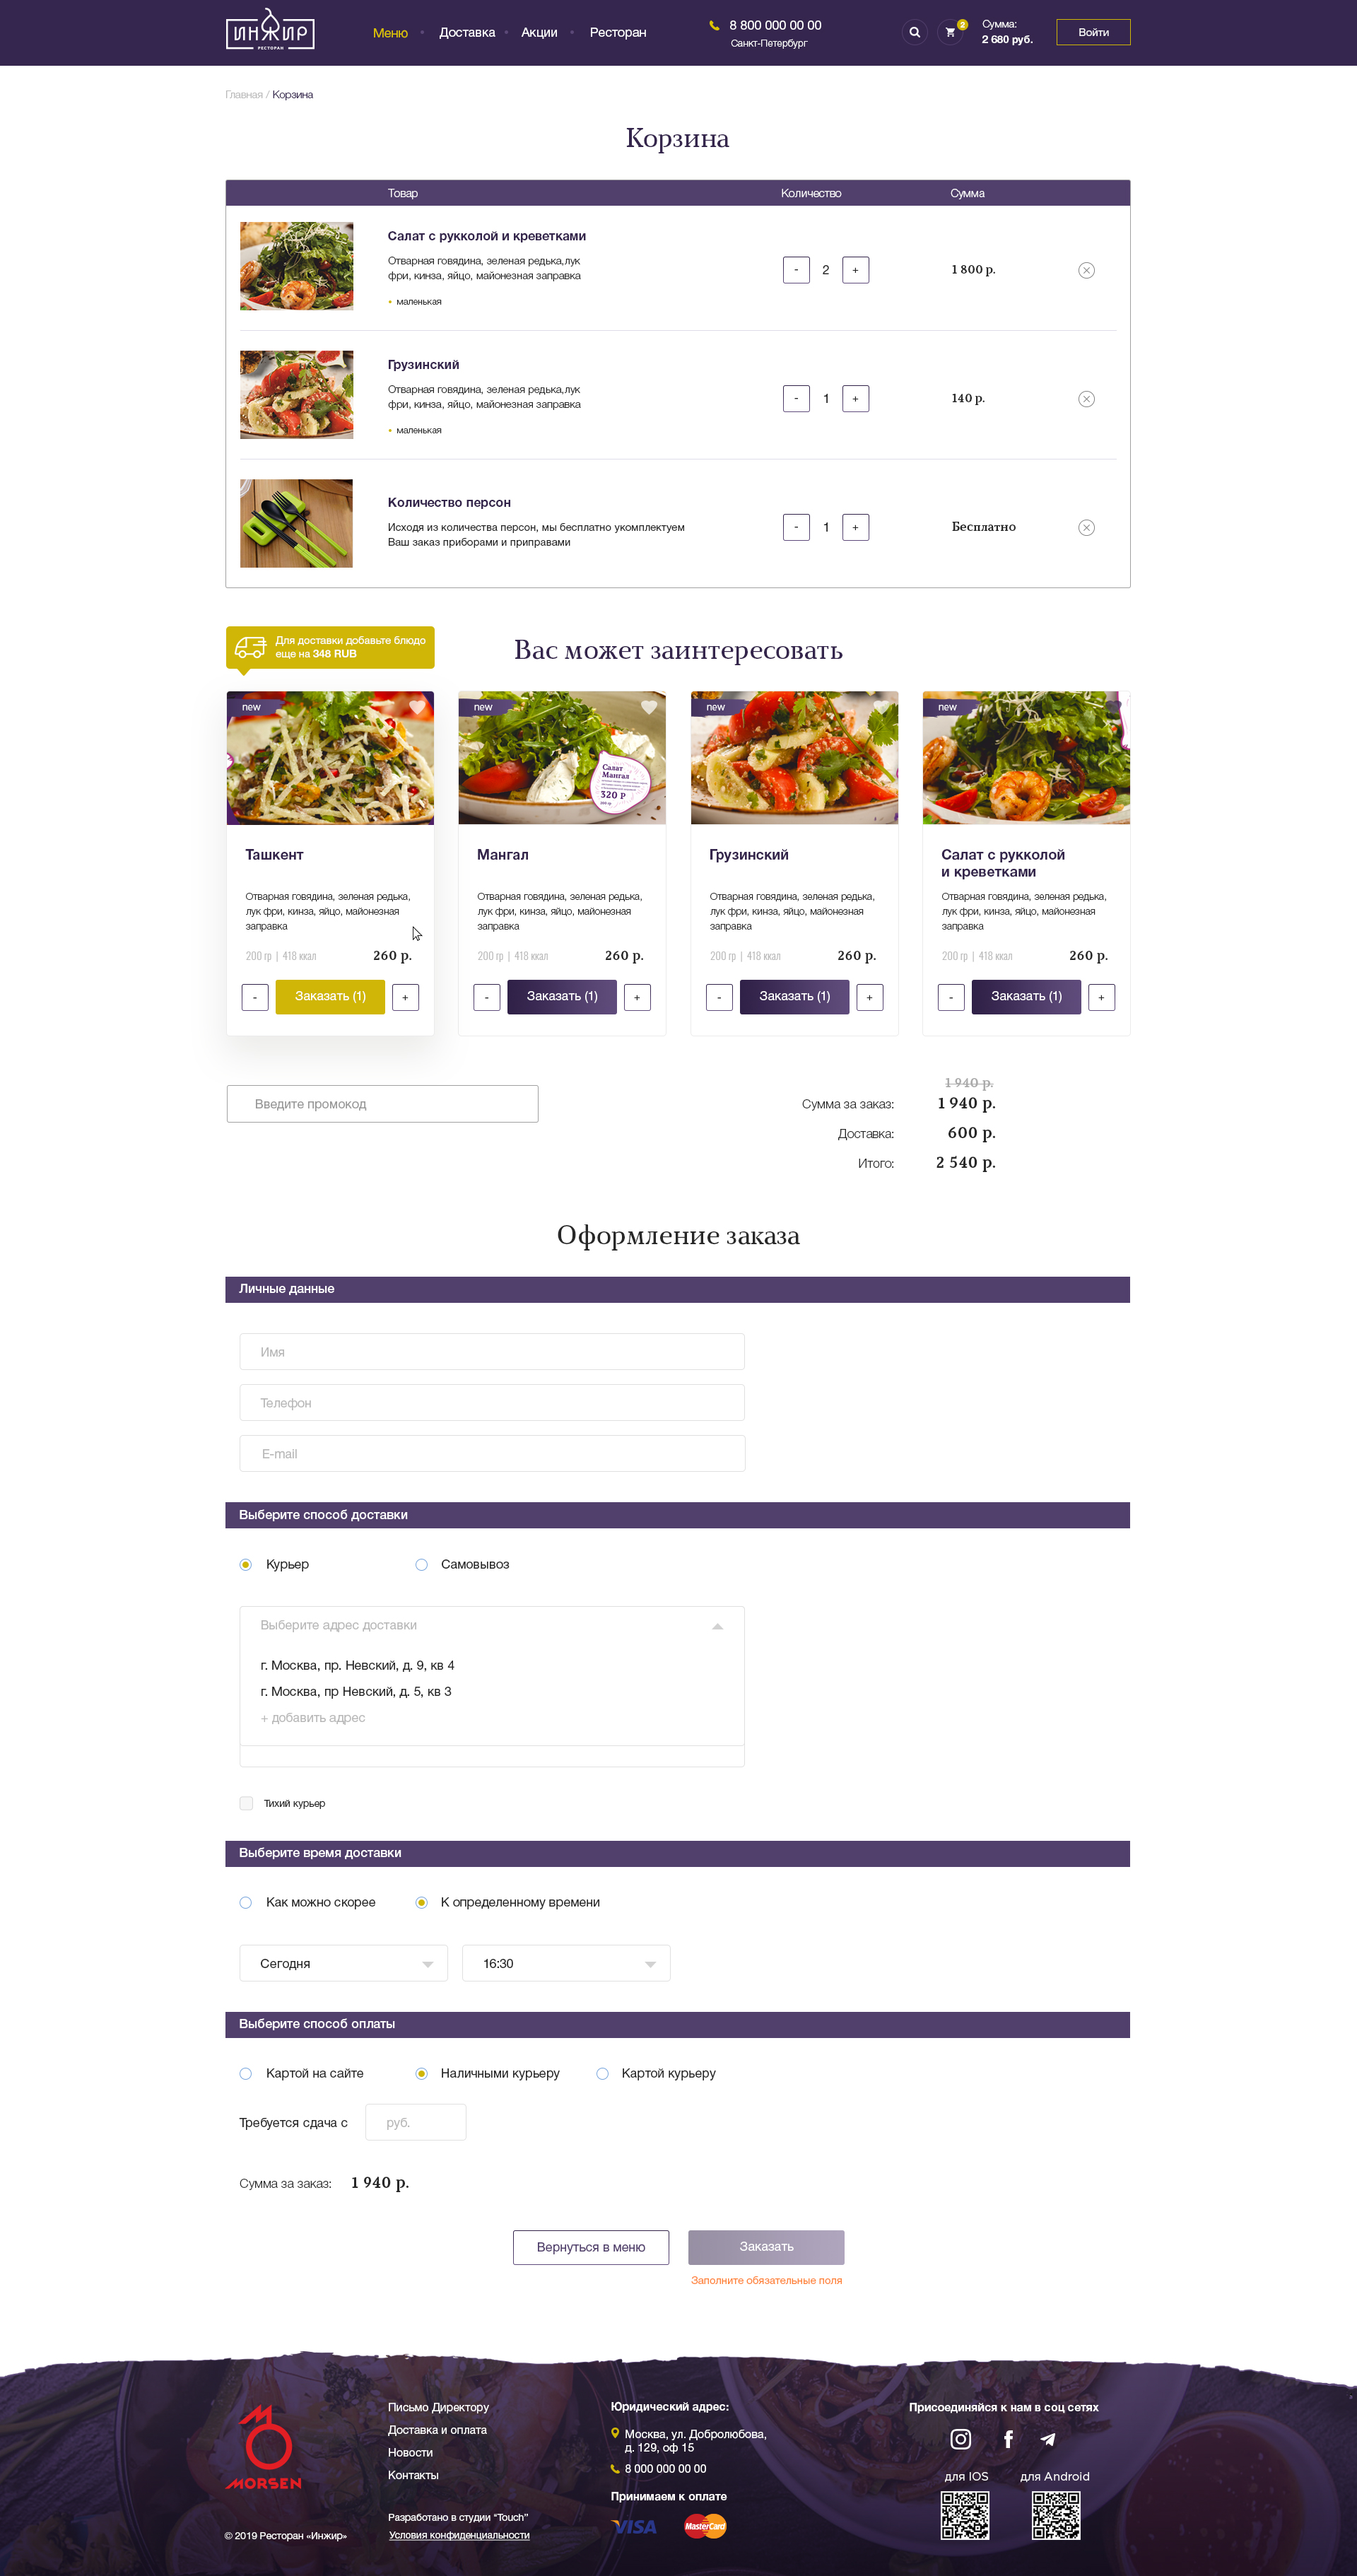 ИНЖИР
РЕСТОРАН
Меню
Доставка
Акции
Ресторан
8 800 000 00 00
Санкт-Петербург
2
Сумма:
2 680 руб.
Войти
Главная / Корзина
Корзина
Товар
Количество
Сумма
Салат с рукколой и креветками
Отварная говядина, зеленая редька,лук
фри, кинза, яйцо, майонезная заправка
маленькая
- 2 +
1 800 р.
Грузинский
Отварная говядина, зеленая редька,лук
фри, кинза, яйцо, майонезная заправка
маленькая
- 1 +
140 р.
Количество персон
Исходя из количества персон, мы бесплатно укомплектуем
Ваш заказ приборами и приправами
- 1 +
Бесплатно
Для доставки добавьте блюдо
еще на 348 RUB
Вас может заинтересовать
new
Ташкент
Отварная говядина, зеленая редька,
лук фри, кинза, яйцо, майонезная
заправка
200 гр | 418 ккал
260 р.
- Заказать (1) +
new
Салат
Мангал
320 Р
Мангал
Отварная говядина, зеленая редька,
лук фри, кинза, яйцо, майонезная
заправка
200 гр | 418 ккал
260 р.
- Заказать (1) +
new
Грузинский
Отварная говядина, зеленая редька,
лук фри, кинза, яйцо, майонезная
заправка
200 гр | 418 ккал
260 р.
- Заказать (1) +
new
Салат с рукколой
и креветками
Отварная говядина, зеленая редька,
лук фри, кинза, яйцо, майонезная
заправка
200 гр | 418 ккал
260 р.
- Заказать (1) +
Введите промокод
1 940 р.
Сумма за заказ: 1 940 р.
Доставка: 600 р.
Итого: 2 540 р.
Оформление заказа
Личные данные
Имя
Телефон
E-mail
Выберите способ доставки
Курьер
Самовывоз
Выберите адрес доставки
г. Москва, пр. Невский, д. 9, кв 4
г. Москва, пр Невский, д. 5, кв 3
+ добавить адрес
Тихий курьер
Выберите время доставки
Как можно скорее
К определенному времени
Сегодня
16:30
Выберите способ оплаты
Картой на сайте
Наличными курьеру
Картой курьеру
Требуется сдача с
руб.
Сумма за заказ: 1 940 р.
Вернуться в меню
Заказать
Заполните обязательные поля
MORSEN
© 2019 Ресторан «Инжир»
Письмо Директору
Доставка и оплата
Новости
Контакты
Разработано в студии "Touch"
Условия конфиденциальности
Юридический адрес:
Москва, ул. Добролюбова,
д. 129, оф 15
8 000 000 00 00
Принимаем к оплате
VISA
MasterCard
Присоединяйся к нам в соц сетях
для IOS
для Android